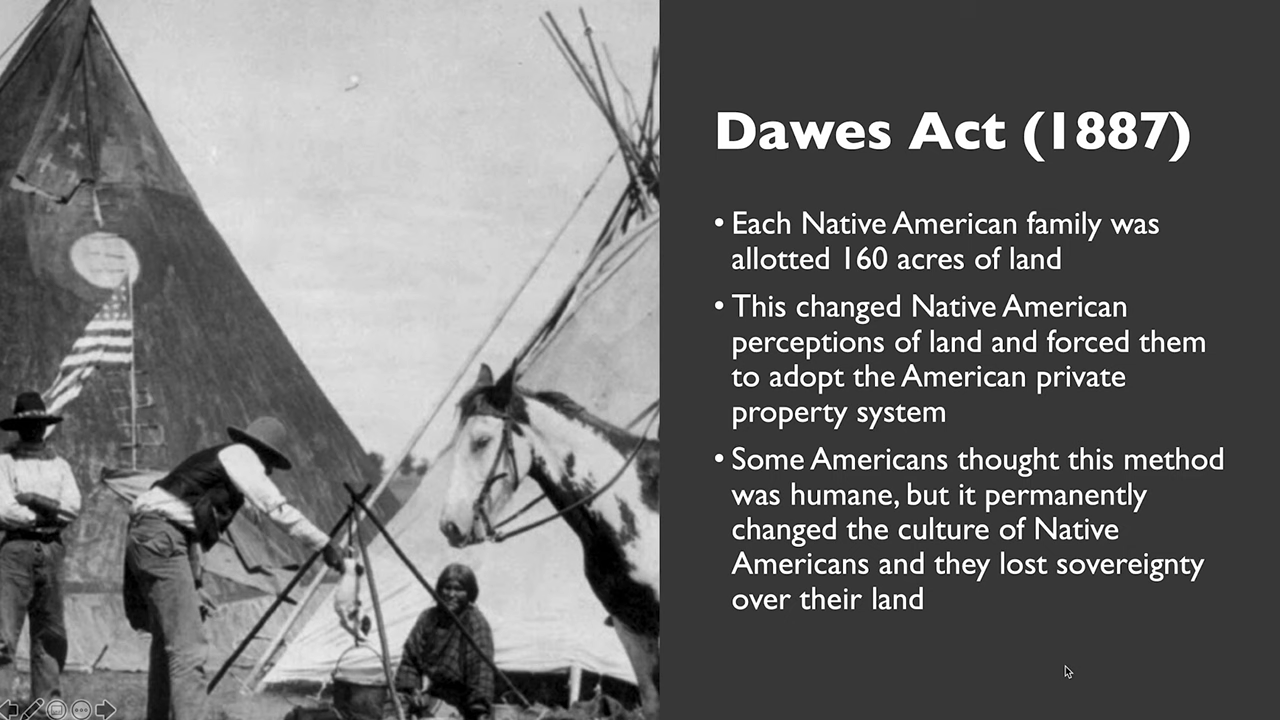 Dawes Act (1887)
• Each Native American family was
allotted 160 acres of land
• This changed Native American
perceptions of land and forced them
to adopt the American private
property system
• Some Americans thought this method
was humane, but it permanently
changed the culture of Native
Americans and they lost sovereignty
over their land